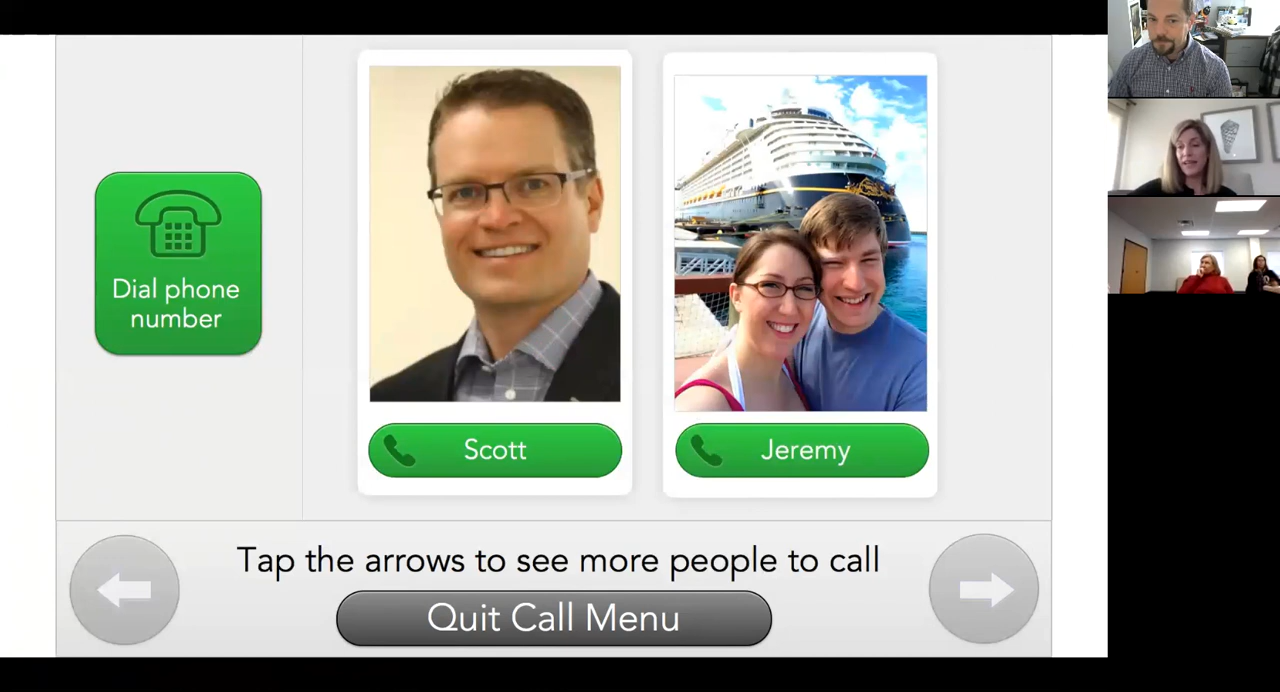 Dial phone
number
Scott
Jeremy
Tap the arrows to see more people to call
Quit Call Menu